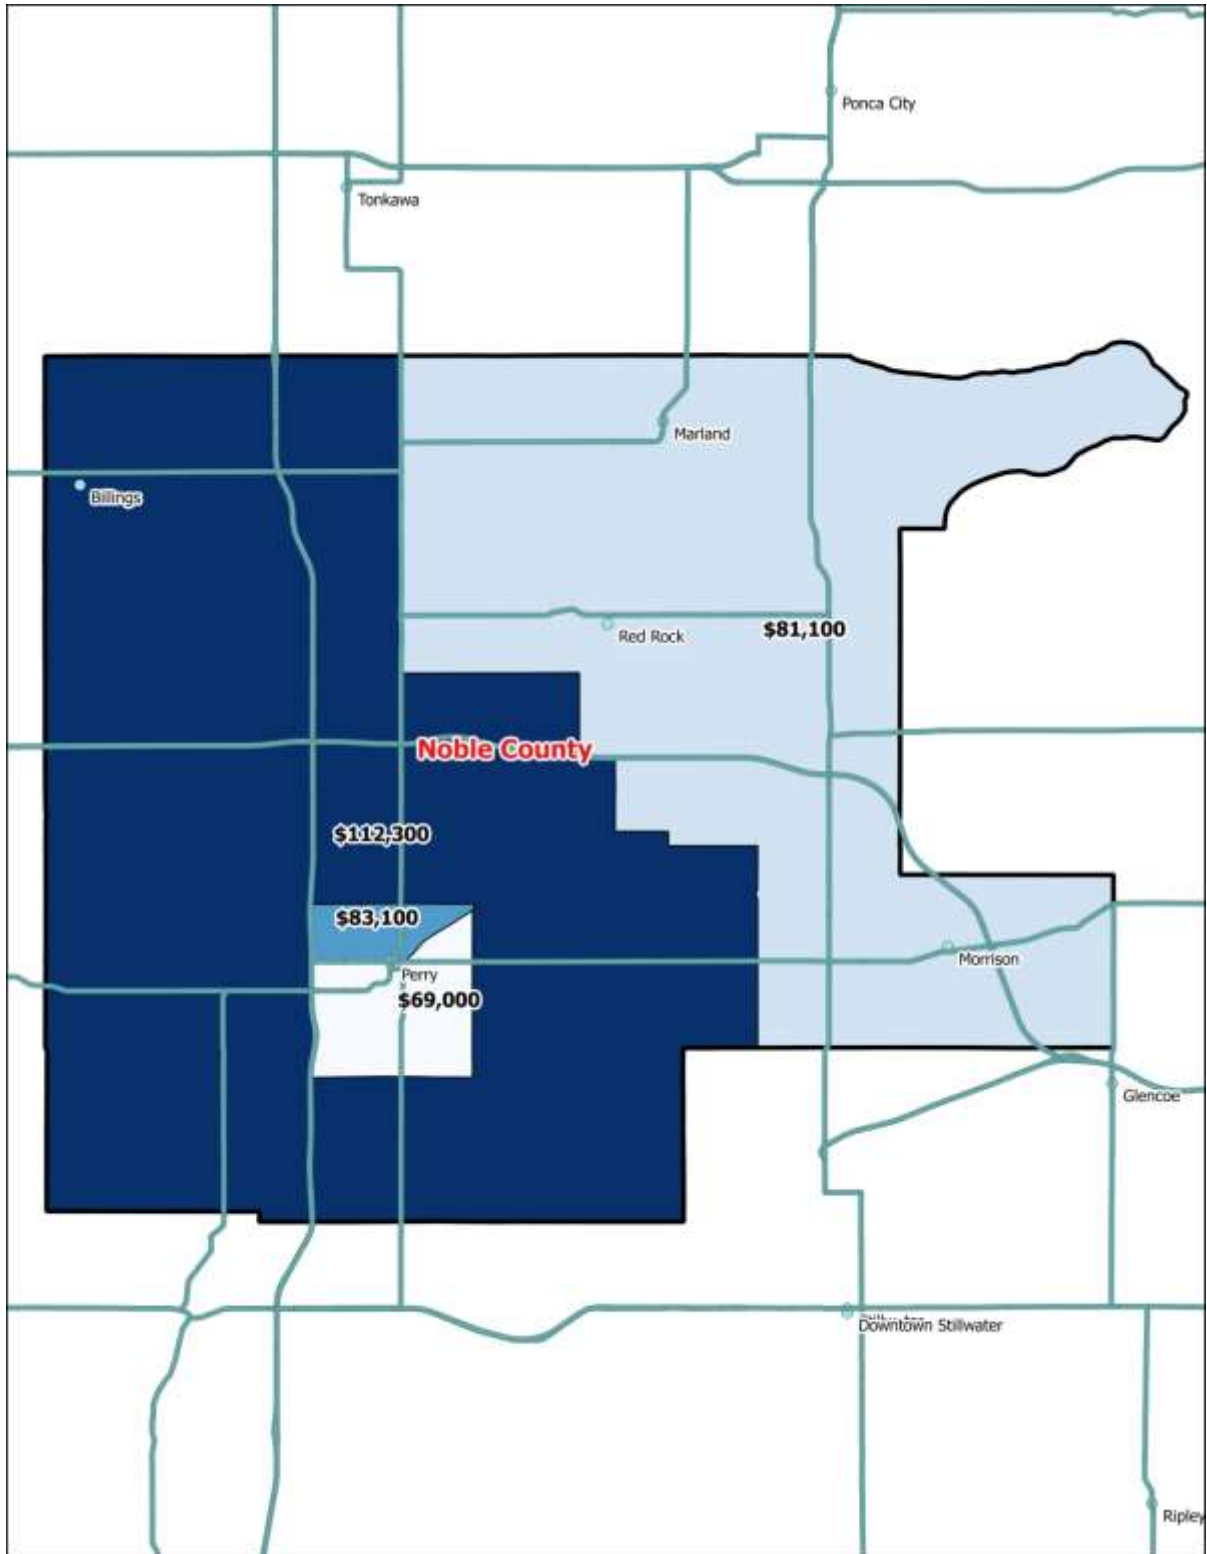 Ponca City
Tonkawa
Marland
Billings
Red Rock
$81,100
Noble County
$112,300
$83,100
Perry
Morrison
$69,000
Glencoe
Downtown Stillwater
Ripley